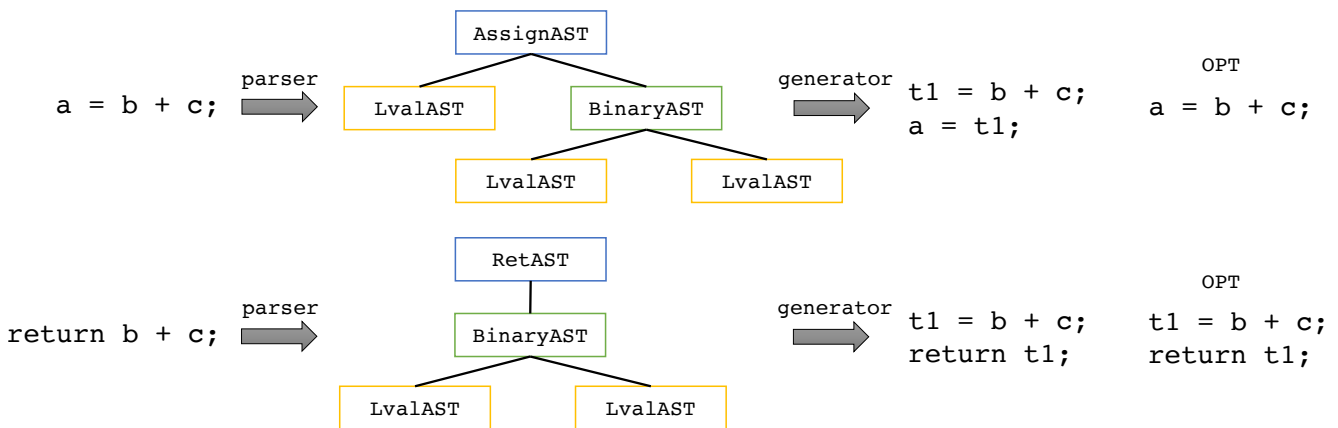 AssignAST
a = b + c;
parser
LvalAST
BinaryAST
LvalAST
LvalAST
generator
t1 = b + c;
a = t1;
OPT
a = b + c;
return b + c;
parser
RetAST
BinaryAST
LvalAST
LvalAST
generator
t1 = b + c;
return t1;
OPT
t1 = b + c;
return t1;